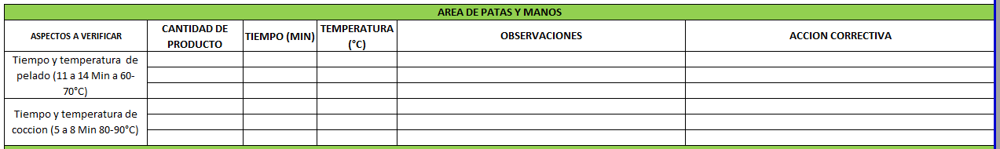 AREA DE PATAS Y MANOS
ASPECTOS A VERIFICAR
CANTIDAD DE
PRODUCTO
TIEMPO (MIN)
TEMPERATURA
(°C)
OBSERVACIONES
ACCION CORRECTIVA
Tiempo y temperatura de
pelado (11 a 14 Min a 60-
70°C)
Tiempo y temperatura de
coccion (5 a 8 Min 80-90°C)